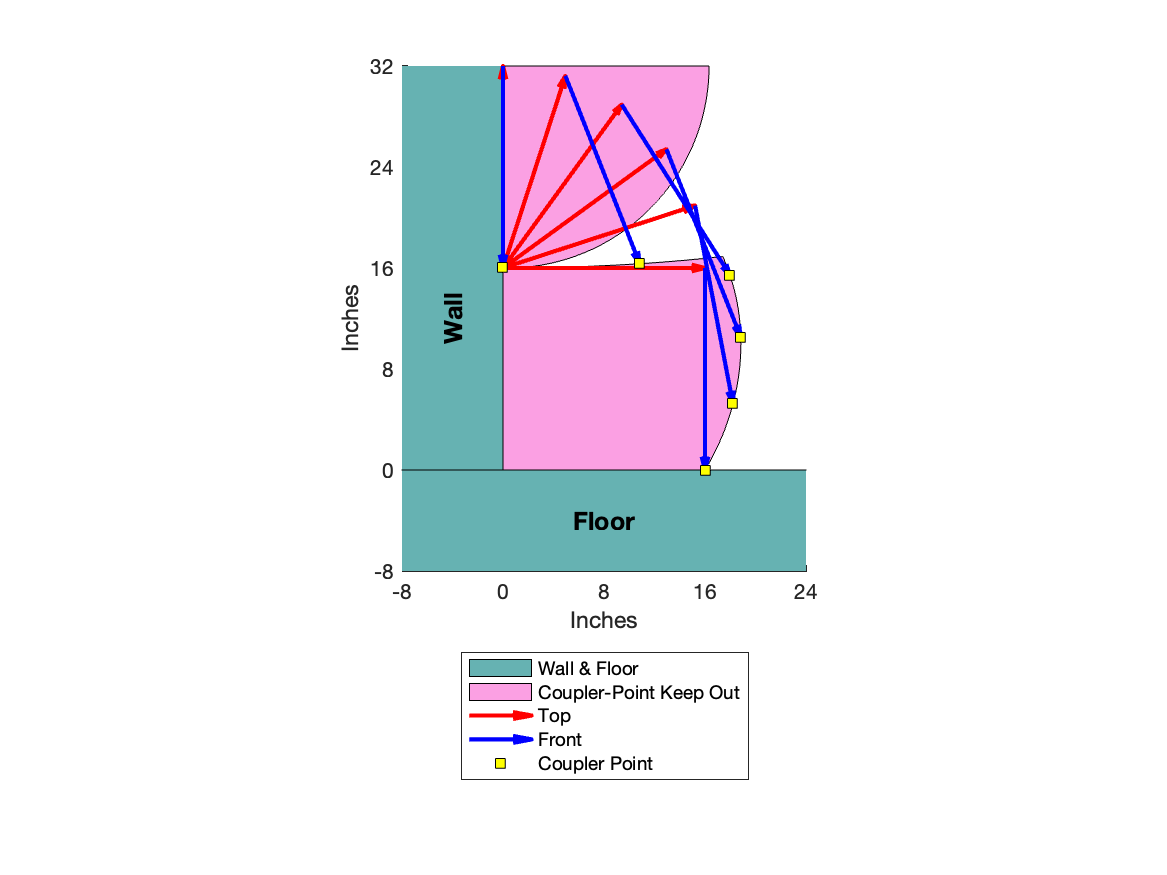 32
24
16
8
0
-8
Inches
Wall
Floor
-8 0 8 16 24
Inches
Wall & Floor
Coupler-Point Keep Out
Top
Front
Coupler Point